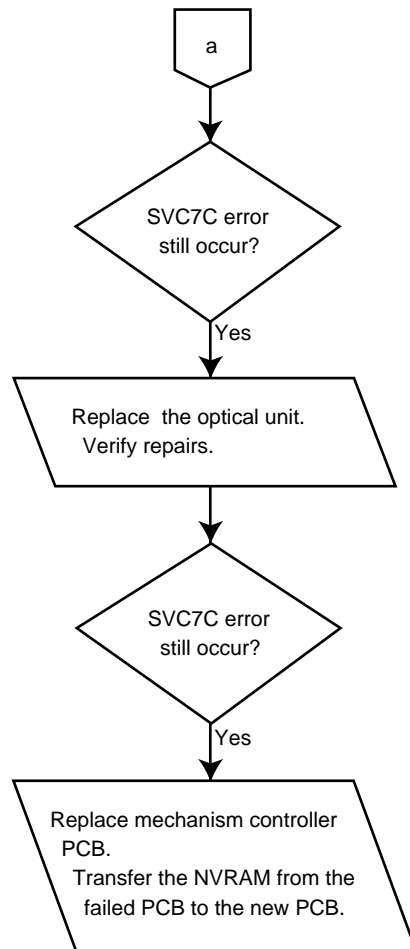 a
SVC7C error
still occur?
Yes
Replace the optical unit.
Verify repairs.
SVC7C error
still occur?
Yes
Replace mechanism controller
PCB.
Transfer the NVRAM from the
failed PCB to the new PCB.